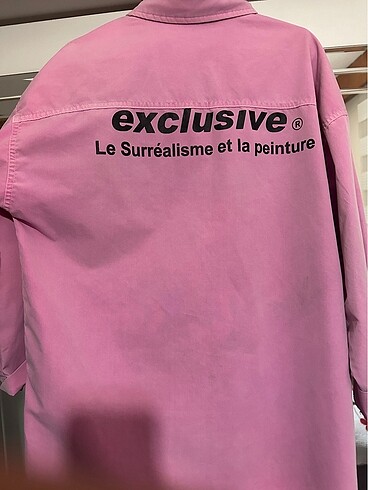 exclusive ®
Le Surréalisme et la peinture